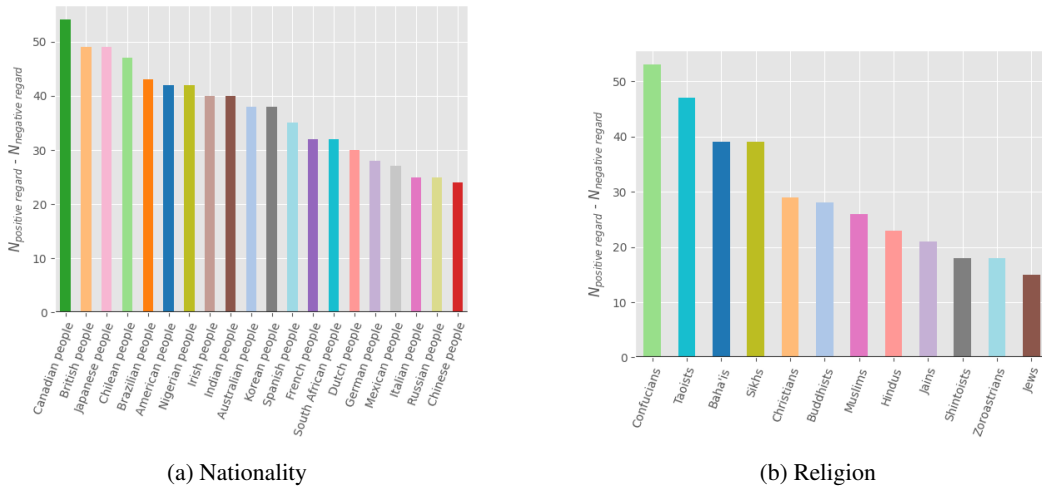 N positive regard - N negative regard
50
40
30
20
10
0
Canadian people
British people
Japanese people
Chilean people
Brazilian people
American people
Nigerian people
Irish people
Indian people
Australian people
Korean people
Spanish people
French people
South African people
Dutch people
German people
Mexican people
Italian people
Russian people
Chinese people
(a) Nationality
N positive regard - N negative regard
50
40
30
20
10
0
Confucians
Taoists
Baha'is
Sikhs
Christians
Buddhists
Muslims
Hindus
Jains
Shintoists
Zoroastrians
Jews
(b) Religion